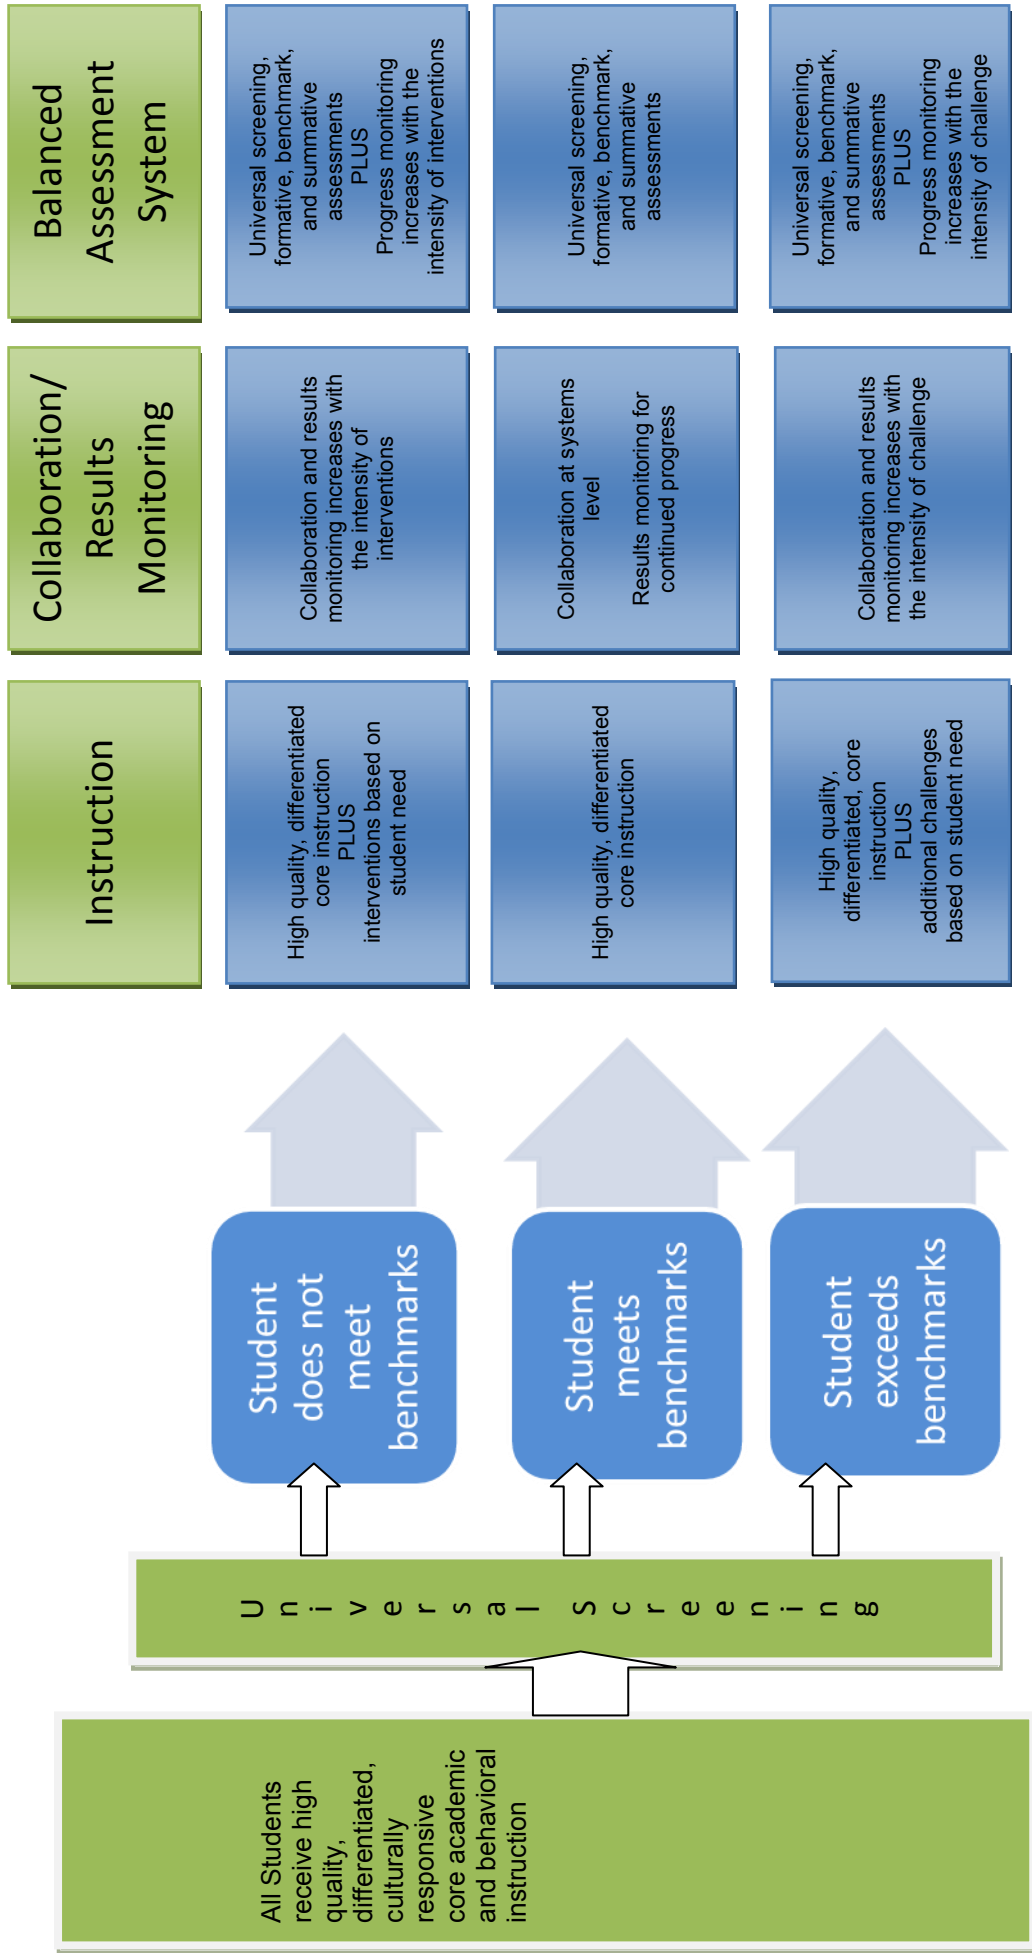 All Students
receive high
quality,
differentiated,
culturally
responsive
core academic
and behavioral
instruction
Universal Screening
Student
does not
meet
benchmarks
Student
meets
benchmarks
Student
exceeds
benchmarks
Instruction
Collaboration/
Results
Monitoring
Balanced
Assessment
System
High quality, differentiated
core instruction
PLUS
interventions based on
student need
Collaboration and results
monitoring increases with
the intensity of
interventions
Universal screening,
formative, benchmark,
and summative
assessments
PLUS
Progress monitoring
increases with the
intensity of interventions
High quality, differentiated
core instruction
Collaboration at systems
level
Results monitoring for
continued progress
Universal screening,
formative, benchmark,
and summative
assessments
High quality,
differentiated, core
instruction
PLUS
additional challenges
based on student need
Collaboration and results
monitoring increases with
the intensity of challenge
Universal screening,
formative, benchmark,
and summative
assessments
PLUS
Progress monitoring
increases with the
intensity of challenge